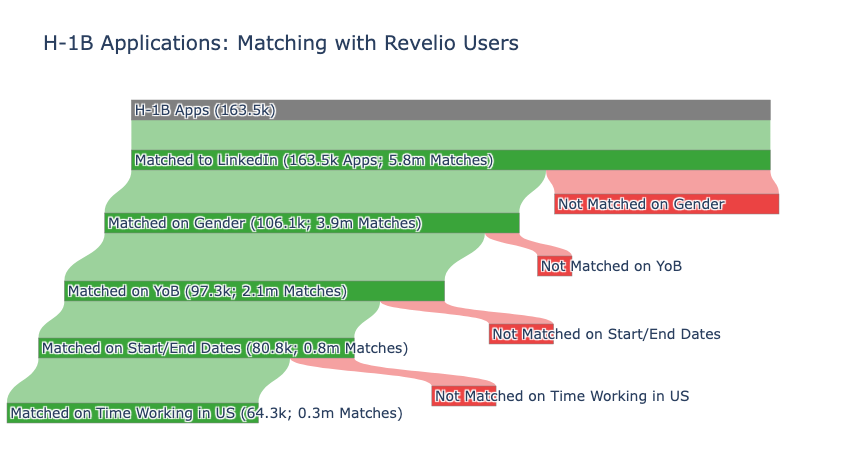 H-1B Applications: Matching with Revelio Users
H-1B Apps (163.5k)
Matched to LinkedIn (163.5k Apps; 5.8m Matches)
Not Matched on Gender
Matched on Gender (106.1k; 3.9m Matches)
Not Matched on YoB
Matched on YoB (97.3k; 2.1m Matches)
Not Matched on Start/End Dates
Matched on Start/End Dates (80.8k; 0.8m Matches)
Not Matched on Time Working in US
Matched on Time Working in US (64.3k; 0.3m Matches)